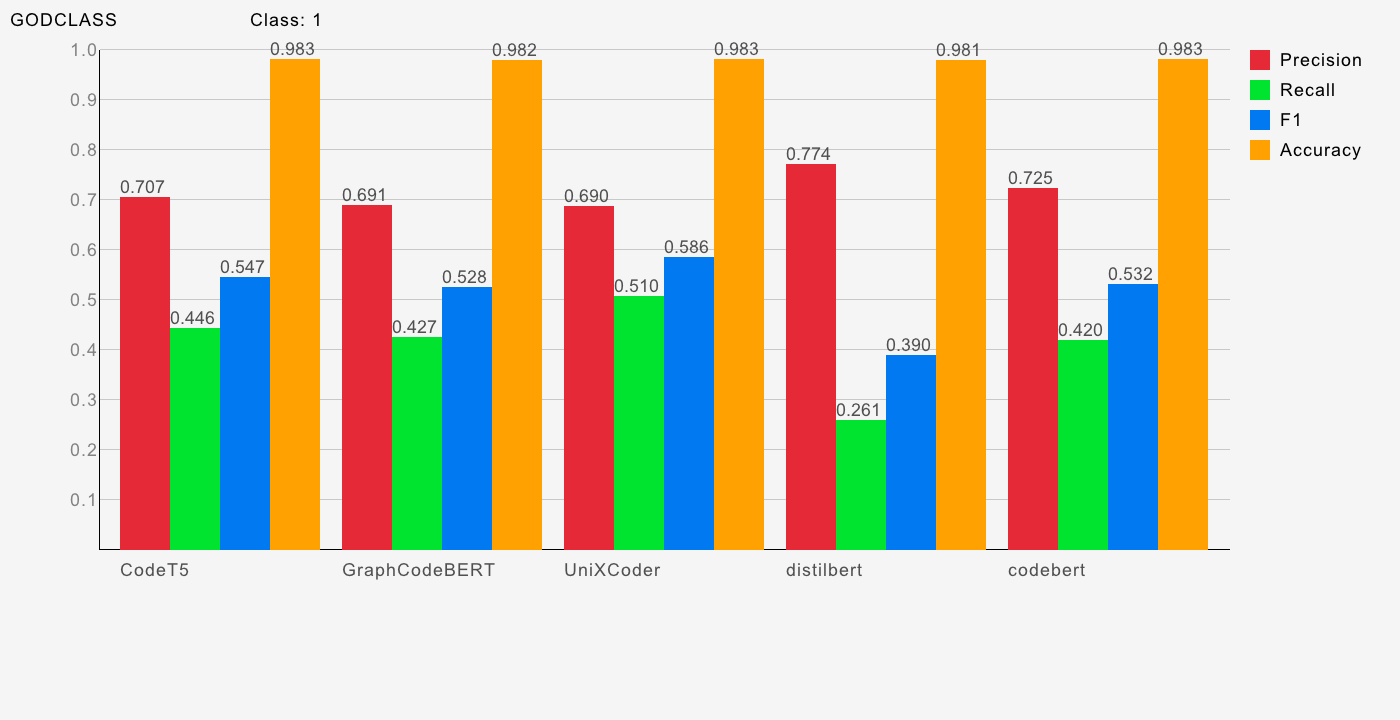 GODCLASS Class: 1
1.0
0.9
0.8
0.7
0.6
0.5
0.4
0.3
0.2
0.1
0.707 0.446 0.547 0.983
0.691 0.427 0.528 0.982
0.690 0.510 0.586 0.983
0.774 0.261 0.390 0.981
0.725 0.420 0.532 0.983
CodeT5 GraphCodeBERT UniXCoder distilbert codebert
Precision
Recall
F1
Accuracy